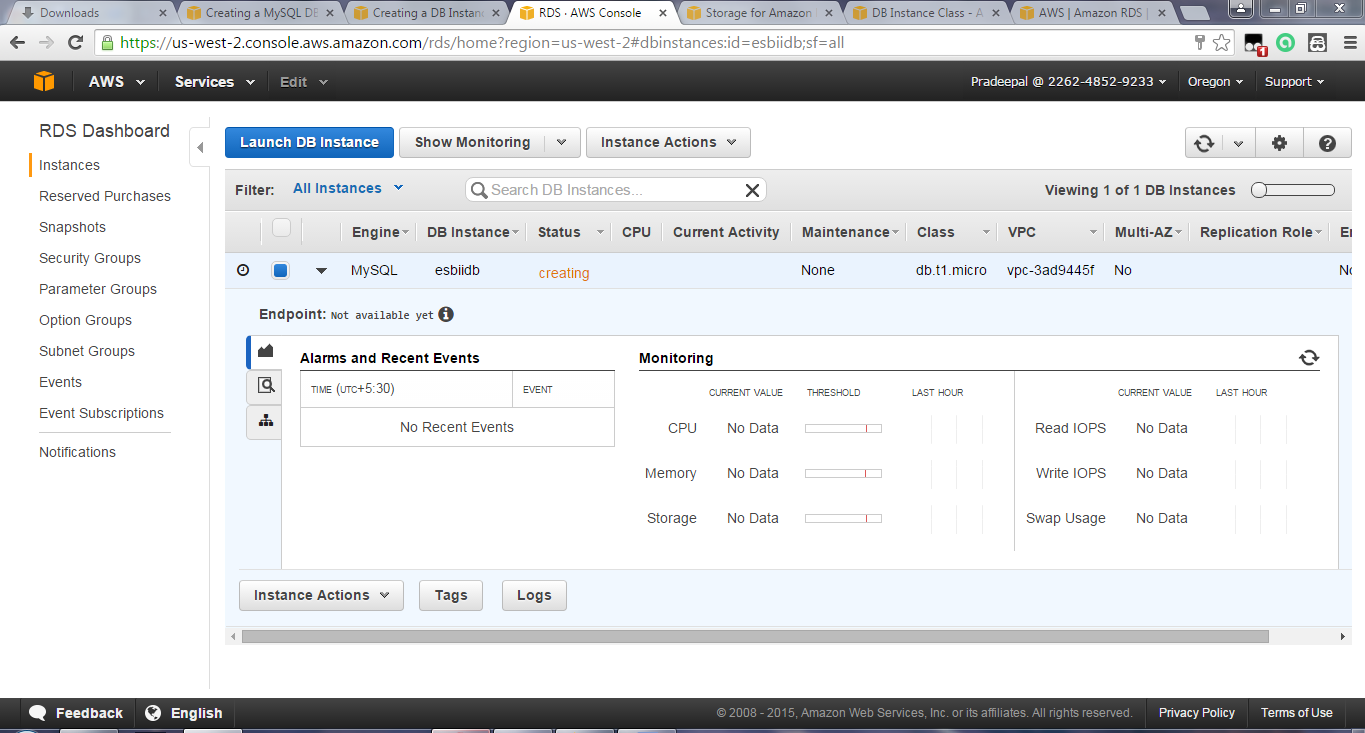 Downloads
Creating a MySQL DB
Creating a DB Instanc
RDS · AWS Console
Storage for Amazon
DB Instance Class - A
AWS | Amazon RDS |
https://us-west-2.console.aws.amazon.com/rds/home?region=us-west-2#dbinstances:id=esbiidb;sf=all
1
AWS Services Edit Pradeepal @ 2262-4852-9233 Oregon Support
RDS Dashboard
Instances
Reserved Purchases
Snapshots
Security Groups
Parameter Groups
Option Groups
Subnet Groups
Events
Event Subscriptions
Notifications
Launch DB Instance Show Monitoring Instance Actions
Filter: All Instances Search DB Instances... Viewing 1 of 1 DB Instances
Engine DB Instance Status CPU Current Activity Maintenance Class VPC Multi-AZ Replication Role
MySQL esbiidb creating None db.t1.micro vpc-3ad9445f No
Endpoint: Not available yet
Alarms and Recent Events
TIME (UTC+5:30) EVENT
No Recent Events
Monitoring
CURRENT VALUE THRESHOLD LAST HOUR CURRENT VALUE LAST HOUR
CPU No Data Read IOPS No Data
Memory No Data Write IOPS No Data
Storage No Data Swap Usage No Data
Instance Actions Tags Logs
Feedback English © 2008 - 2015, Amazon Web Services, Inc. or its affiliates. All rights reserved. Privacy Policy Terms of Use